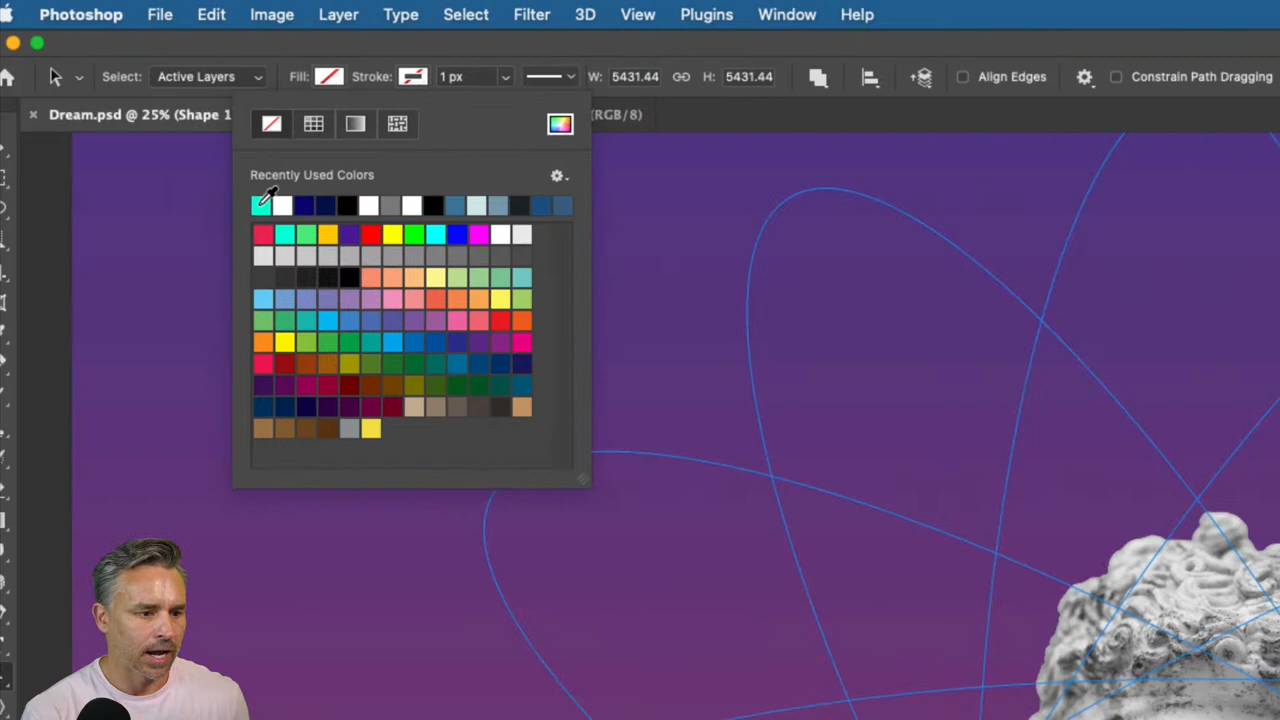 Photoshop File Edit Image Layer Type Select Filter 3D View Plugins Window Help
Select: Active Layers Fill: Stroke: 1 px W: 5431.44 H: 5431.44 Align Edges Constrain Path Dragging
Dream.psd @ 25% (Shape 1 (RGB/8)
Recently Used Colors